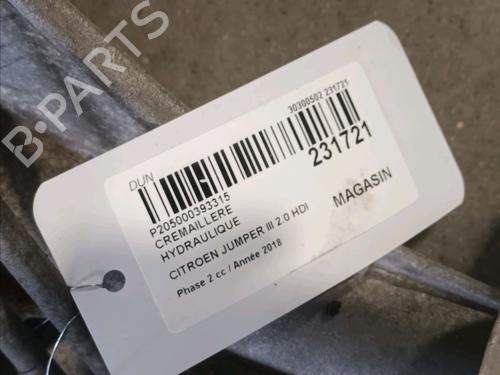 B-PARTS
DUN
30300502 231721
231721
P205000393315
CREMAILLERE
HYDRAULIQUE
MAGASIN
CITROEN JUMPER III 2.0 HDI
Phase 2 cc / Année 2018